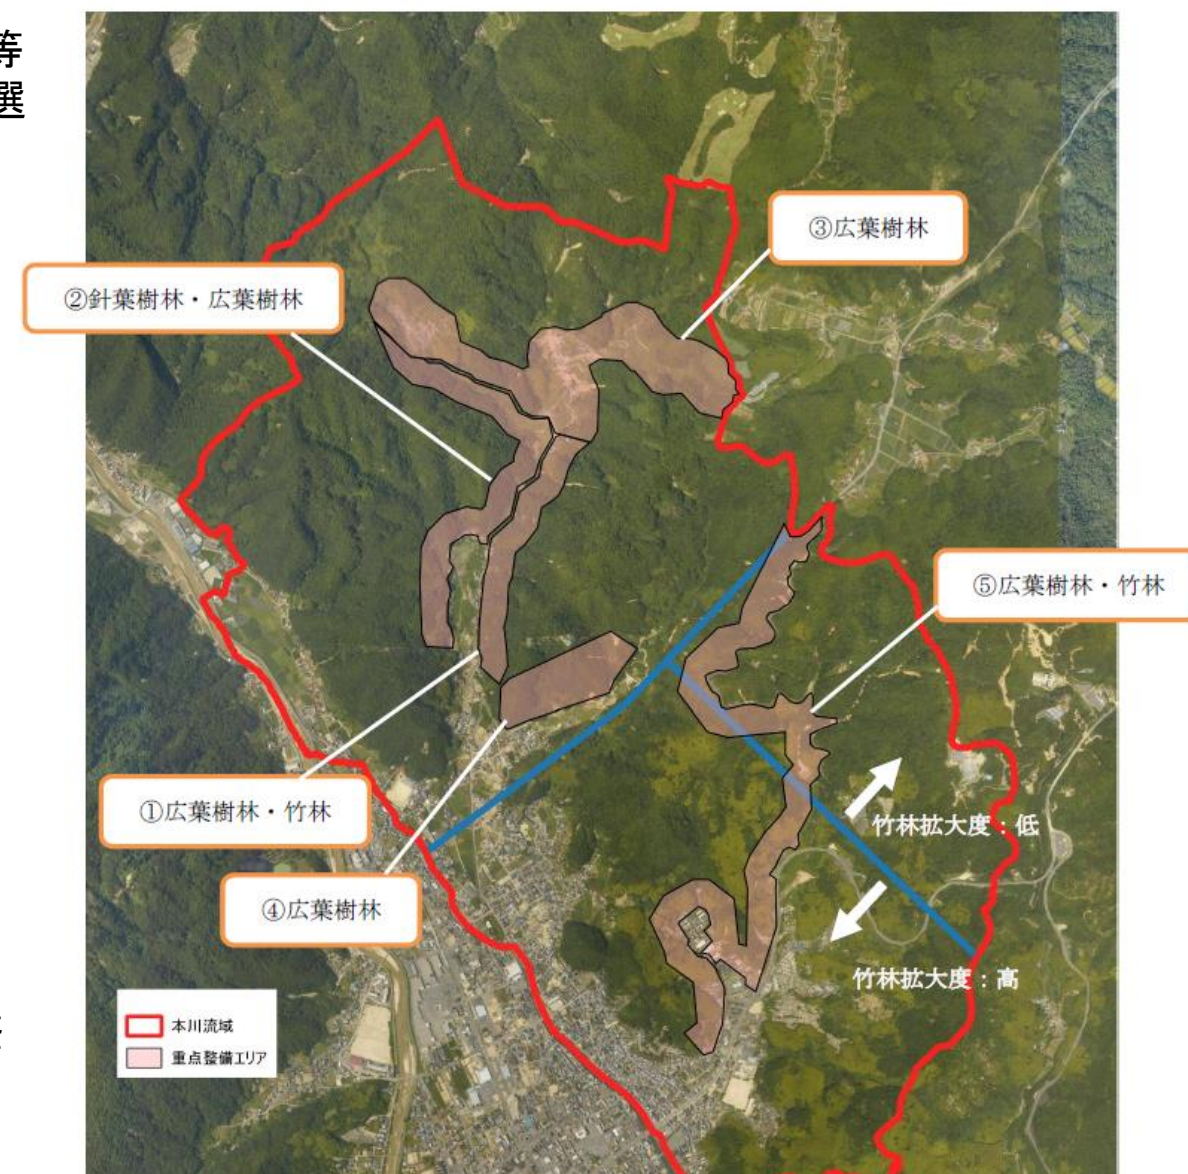 等
選
③広葉樹林
②針葉樹林・広葉樹林
⑤広葉樹林・竹林
①広葉樹林・竹林
竹林拡大度：低
④広葉樹林
竹林拡大度：高
本川流域
重点整備エリア